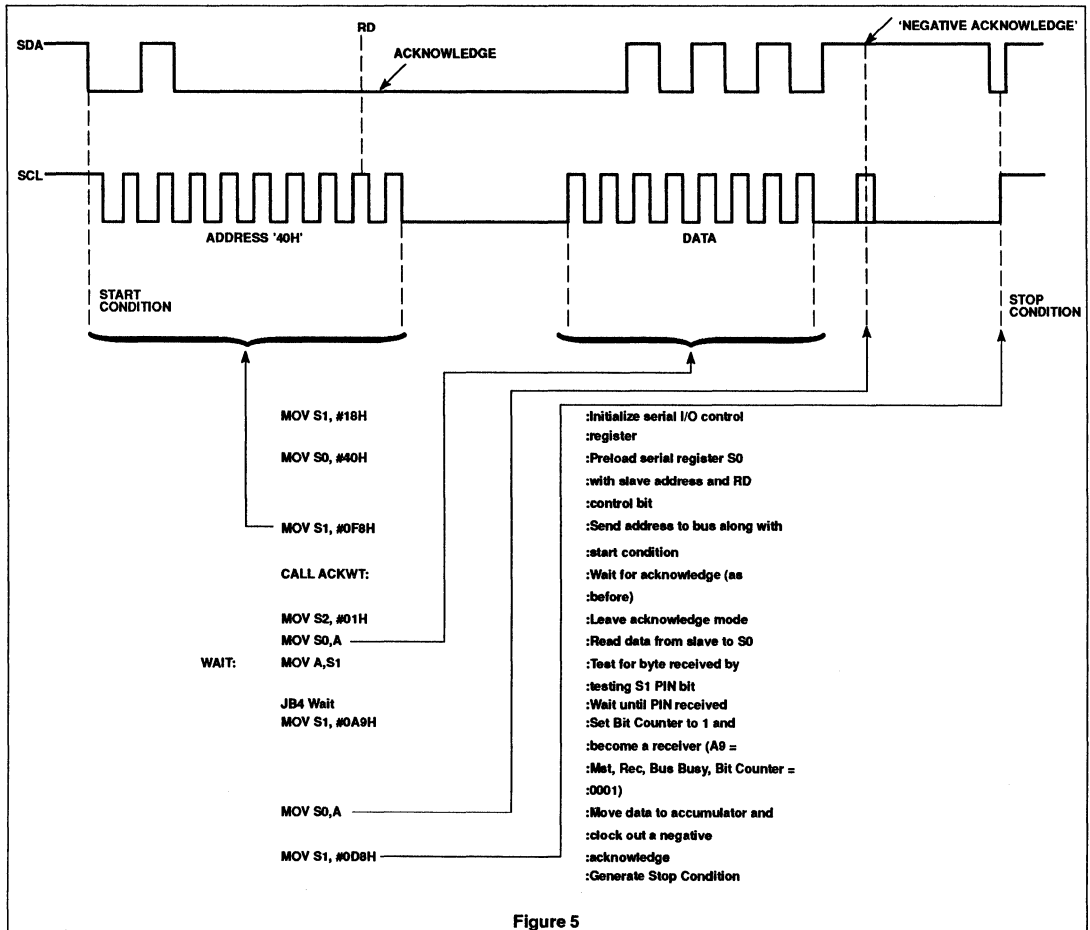 RD
'NEGATIVE ACKNOWLEDGE'
SDA
ACKNOWLEDGE
SCL
ADDRESS '40H'
DATA
START
CONDITION
STOP
CONDITION
MOV S1, #18H :Initialize serial I/O control
:register
MOV S0, #40H :Preload serial register S0
:with slave address and RD
:control bit
MOV S1, #0F8H :Send address to bus along with
:start condition
CALL ACKWT: :Wait for acknowledge (as
:before)
MOV S2, #01H :Leave acknowledge mode
MOV S0,A :Read data from slave to S0
WAIT: MOV A,S1 :Test for byte received by
:testing S1 PIN bit
JB4 Wait :Wait until PIN received
MOV S1, #0A9H :Set Bit Counter to 1 and
:become a receiver (A9 =
:Mst, Rec, Bus Busy, Bit Counter =
:0001)
MOV S0,A :Move data to accumulator and
:clock out a negative
MOV S1, #0D8H :acknowledge
:Generate Stop Condition
Figure 5